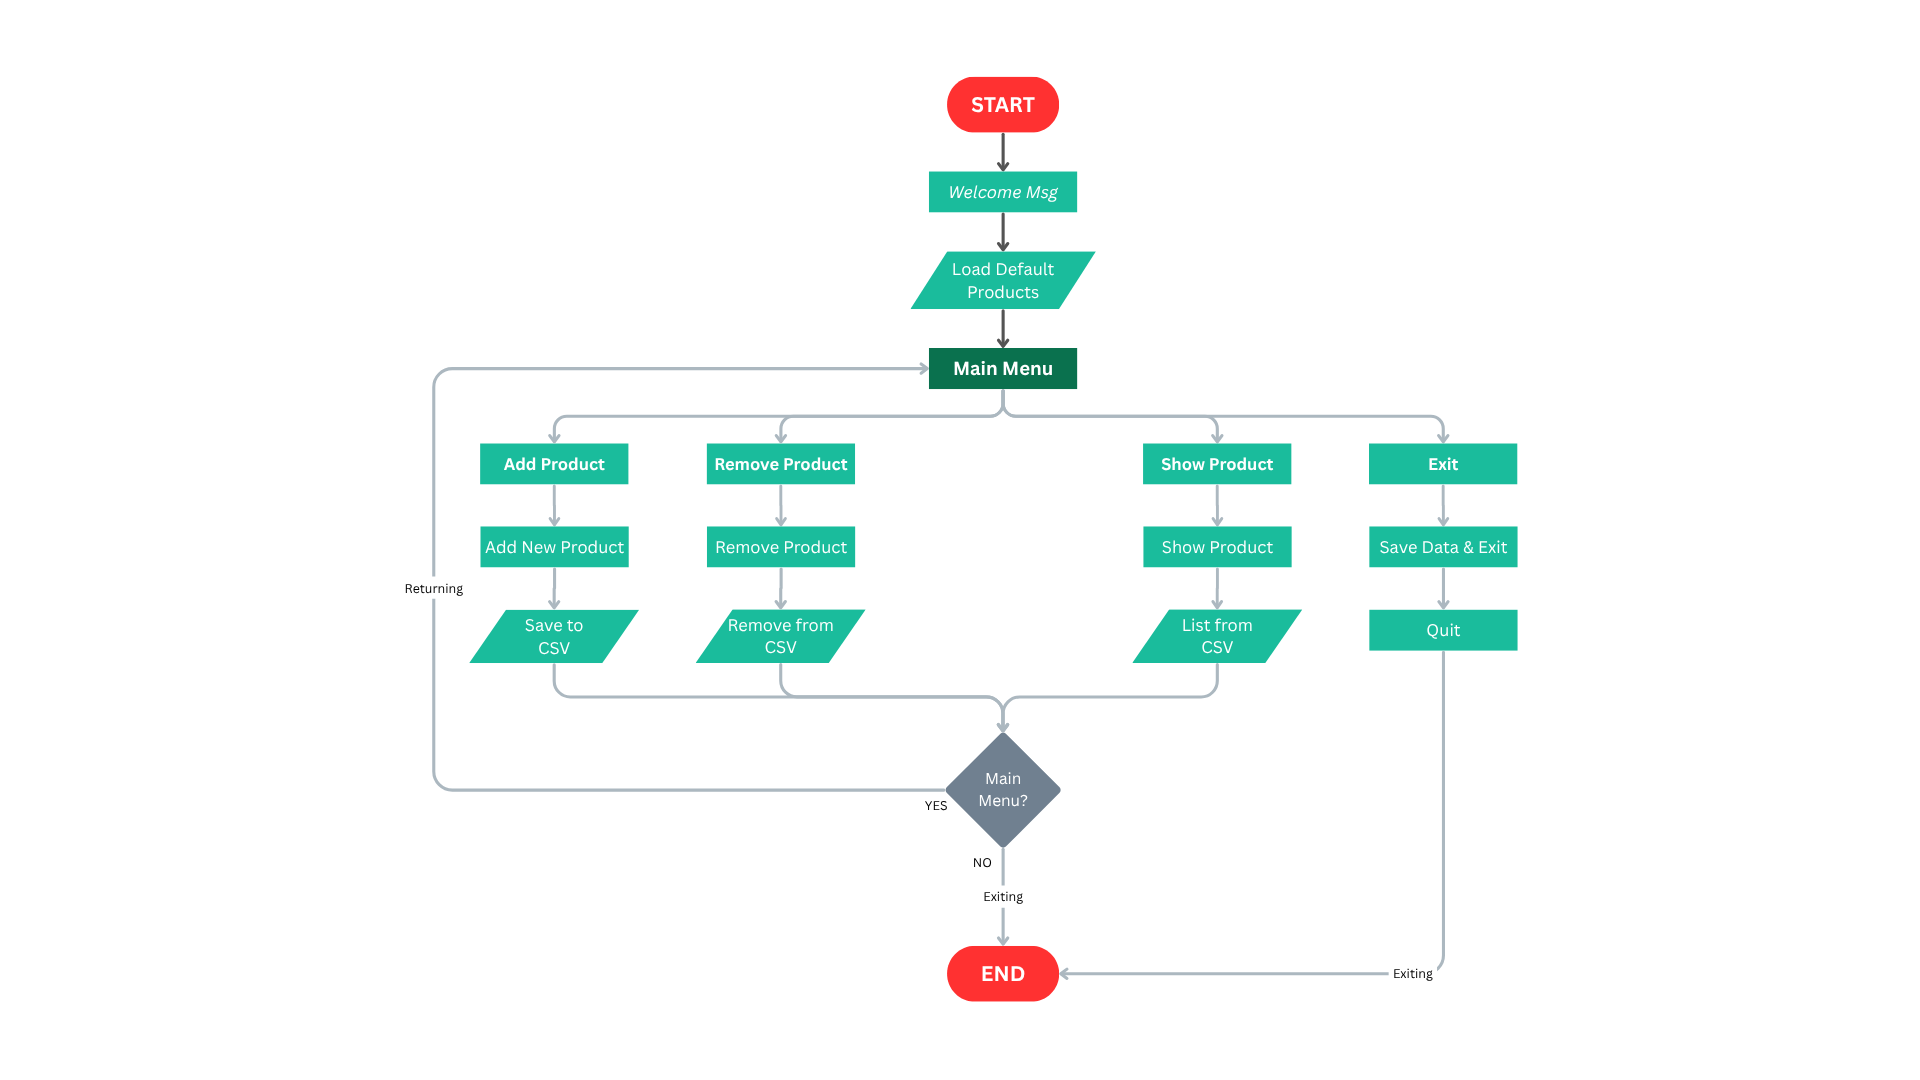 START
Welcome Msg
Load Default
Products
Main Menu
Add Product
Remove Product
Show Product
Exit
Add New Product
Remove Product
Show Product
Save Data & Exit
Returning
Save to
CSV
Remove from
CSV
List from
CSV
Quit
Main
Menu?
YES
NO
Exiting
END
Exiting